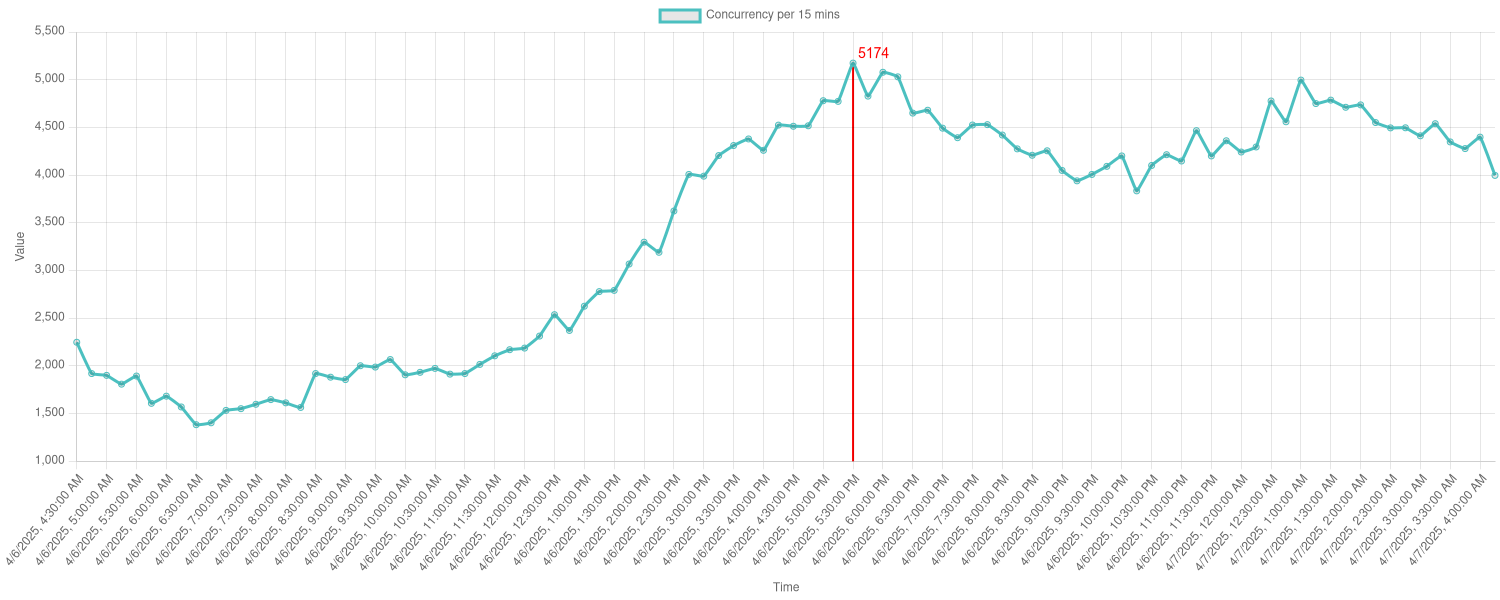 Concurrency per 15 mins
5,500
5174
5,000
4,500
4,000
3,500
3,000
2,500
2,000
1,500
1,000
Value
4/6/2025, 4:30:00 AM
4/6/2025, 5:00:00 AM
4/6/2025, 5:30:00 AM
4/6/2025, 6:00:00 AM
4/6/2025, 6:30:00 AM
4/6/2025, 7:00:00 AM
4/6/2025, 7:30:00 AM
4/6/2025, 8:00:00 AM
4/6/2025, 8:30:00 AM
4/6/2025, 9:00:00 AM
4/6/2025, 9:30:00 AM
4/6/2025, 10:00:00 AM
4/6/2025, 10:30:00 AM
4/6/2025, 11:00:00 AM
4/6/2025, 11:30:00 AM
4/6/2025, 12:00:00 PM
4/6/2025, 12:30:00 PM
4/6/2025, 1:00:00 PM
4/6/2025, 1:30:00 PM
4/6/2025, 2:00:00 PM
4/6/2025, 2:30:00 PM
4/6/2025, 3:00:00 PM
4/6/2025, 3:30:00 PM
4/6/2025, 4:00:00 PM
4/6/2025, 4:30:00 PM
4/6/2025, 5:00:00 PM
4/6/2025, 5:30:00 PM
4/6/2025, 6:00:00 PM
4/6/2025, 6:30:00 PM
4/6/2025, 7:00:00 PM
4/6/2025, 7:30:00 PM
4/6/2025, 8:00:00 PM
4/6/2025, 8:30:00 PM
4/6/2025, 9:00:00 PM
4/6/2025, 9:30:00 PM
4/6/2025, 10:00:00 PM
4/6/2025, 10:30:00 PM
4/6/2025, 11:00:00 PM
4/6/2025, 11:30:00 PM
4/7/2025, 12:00:00 AM
4/7/2025, 12:30:00 AM
4/7/2025, 1:00:00 AM
4/7/2025, 1:30:00 AM
4/7/2025, 2:00:00 AM
4/7/2025, 2:30:00 AM
4/7/2025, 3:00:00 AM
4/7/2025, 3:30:00 AM
4/7/2025, 4:00:00 AM
Time